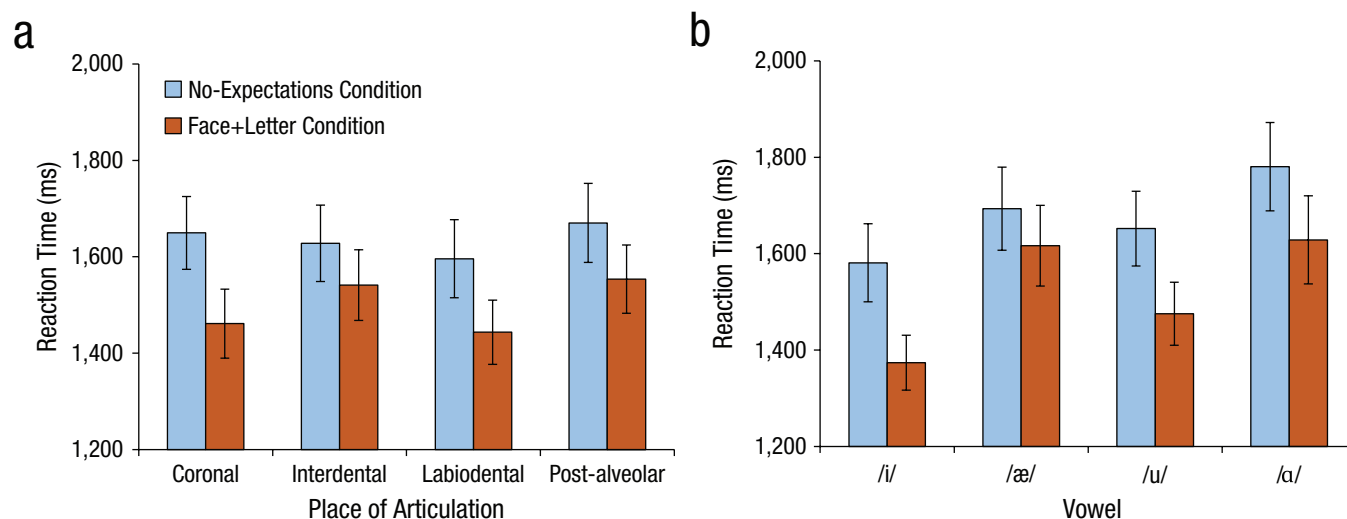 a
2,000
1,800
1,600
1,400
1,200
Reaction Time (ms)
No-Expectations Condition
Face+Letter Condition
Coronal Interdental Labiodental Post-alveolar
Place of Articulation
b
2,000
1,800
1,600
1,400
1,200
Reaction Time (ms)
/i/ /æ/ /u/ /ɑ/
Vowel